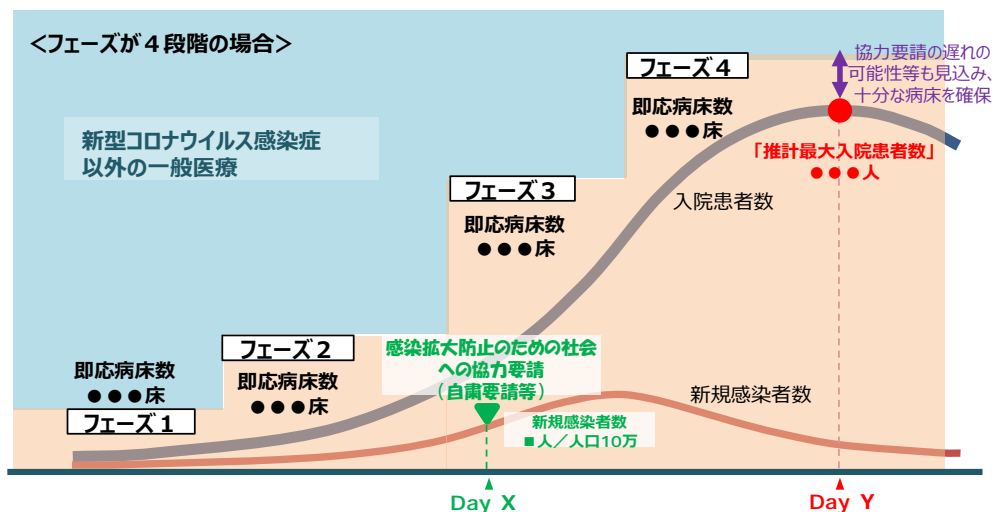 ＜フェーズが４段階の場合＞
協力要請の遅れの
可能性等も見込み、
十分な病床を確保
フェーズ４
即応病床数
●●●床
新型コロナウイルス感染症
以外の一般医療
「推計最大入院患者数」
●●●人
フェーズ３
入院患者数
即応病床数
●●●床
フェーズ２
感染拡大防止のための社会
への協力要請
（自粛要請等）
即応病床数
●●●床
即応病床数
●●●床
新規感染者数
フェーズ１
新規感染者数
■人／人口10万
Day X
Day Y